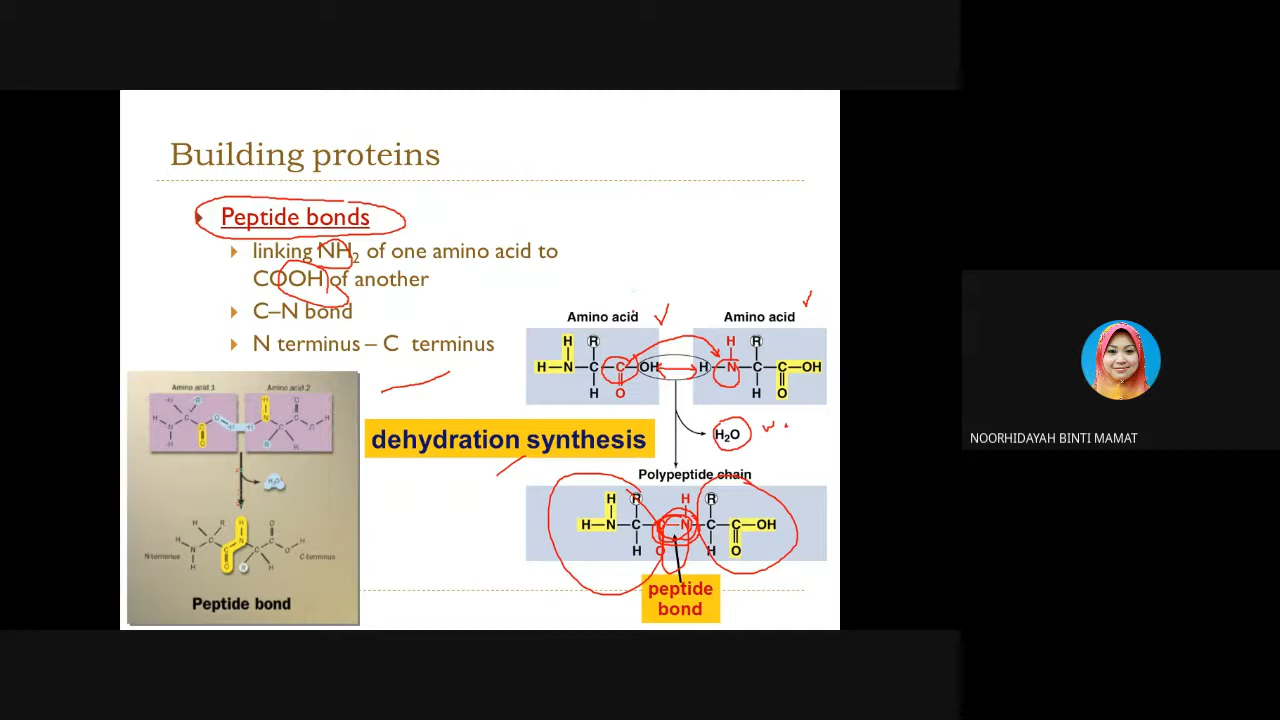 Building proteins
Peptide bonds
linking NH2 of one amino acid to
COOH of another
C–N bond
N terminus – C terminus
Amino acid
Amino acid
H
R
H
R
H N C C OH
H N C C OH
H O
H O
H2O
dehydration synthesis
Polypeptide chain
H
R
H
R
H N C C N C C OH
H O
H O
peptide
bond
Amino acid 1
Amino acid 2
H2O
N-terminus
C-terminus
Peptide bond
NOORHIDAYAH BINTI MAMAT